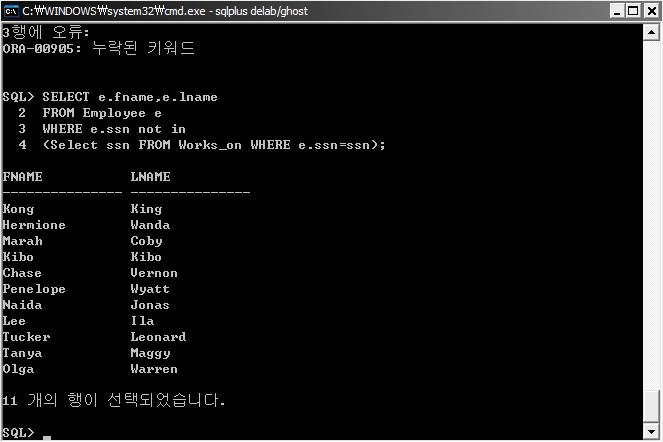 C:\WINDOWS\system32\cmd.exe - sqlplus delab/ghost
3행에 오류:
ORA-00905: 누락된 키워드
SQL> SELECT e.fname,e.lname
2 FROM Employee e
3 WHERE e.ssn not in
4 (Select ssn FROM Works_on WHERE e.ssn=ssn);
FNAME LNAME
--------------- ---------------
Kong King
Hermione Wanda
Marah Coby
Kibo Kibo
Chase Vernon
Penelope Wyatt
Naida Jonas
Lee Ila
Tucker Leonard
Tanya Maggy
Olga Warren
11 개의 행이 선택되었습니다.
SQL>